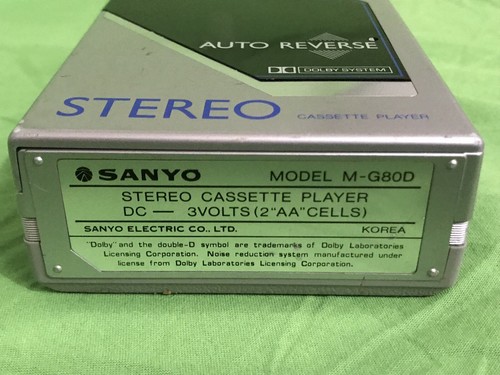 AUTO REVERSE
DOLBY SYSTEM
STEREO CASSETTE PLAYER
SANYO MODEL M-G80D
STEREO CASSETTE PLAYER
DC — 3VOLTS (2"AA"CELLS)
SANYO ELECTRIC CO., LTD. KOREA
"Dolby" and the double-D symbol are trademarks of Dolby Laboratories
Licensing Corporation. Noise reduction system manufactured under
license from Dolby Laboratories Licensing Corporation.